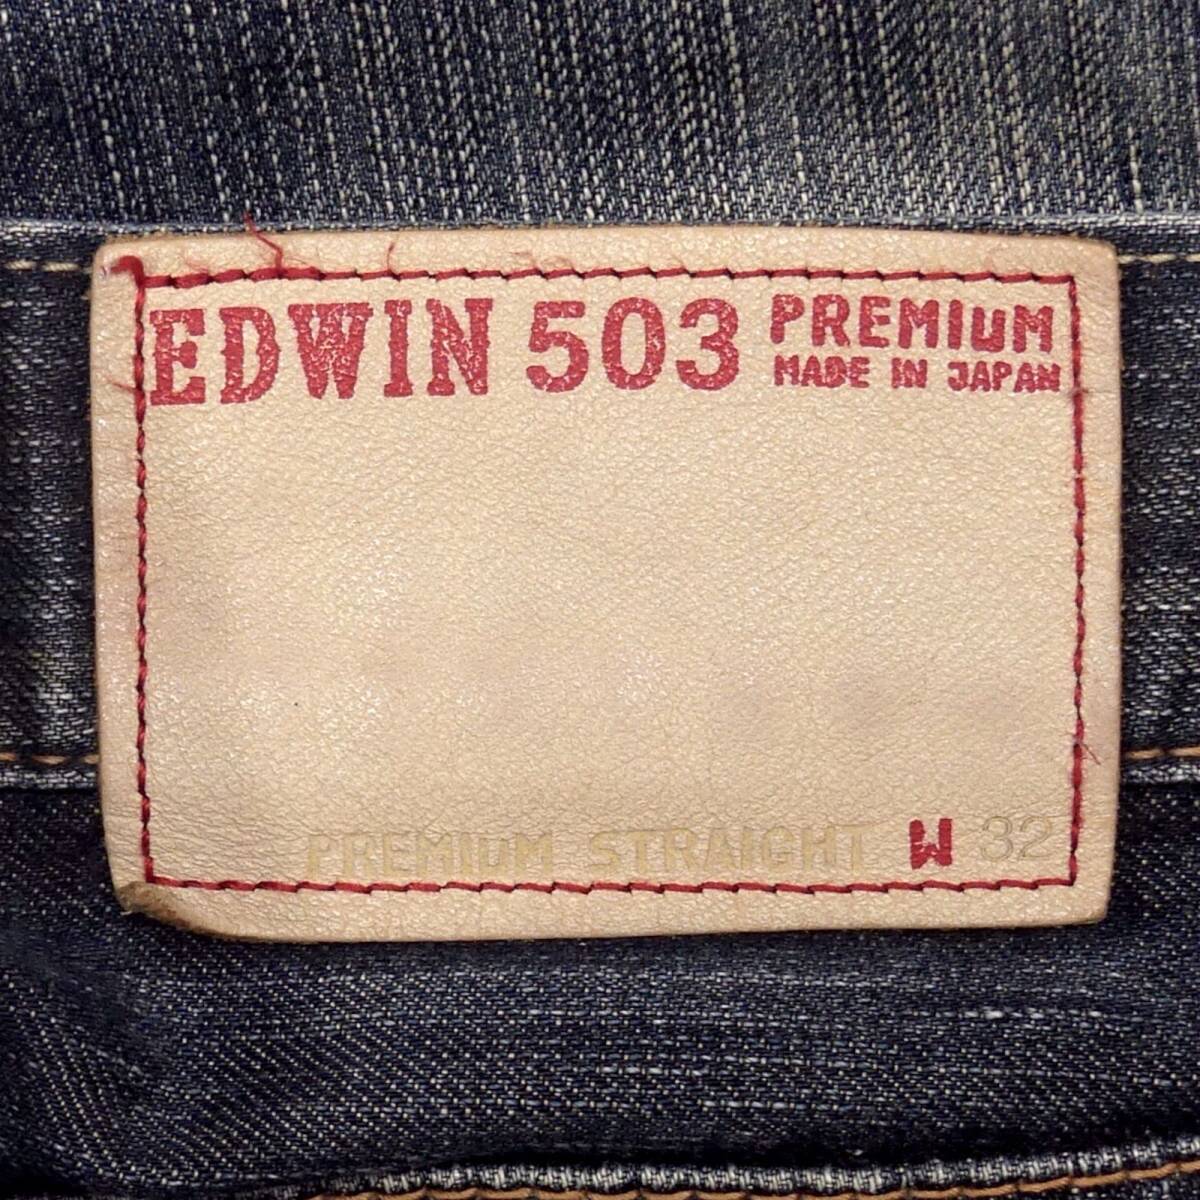 EDWIN 503 PREMIUM
MADE IN JAPAN
PREMIUM STRAIGHT W 32